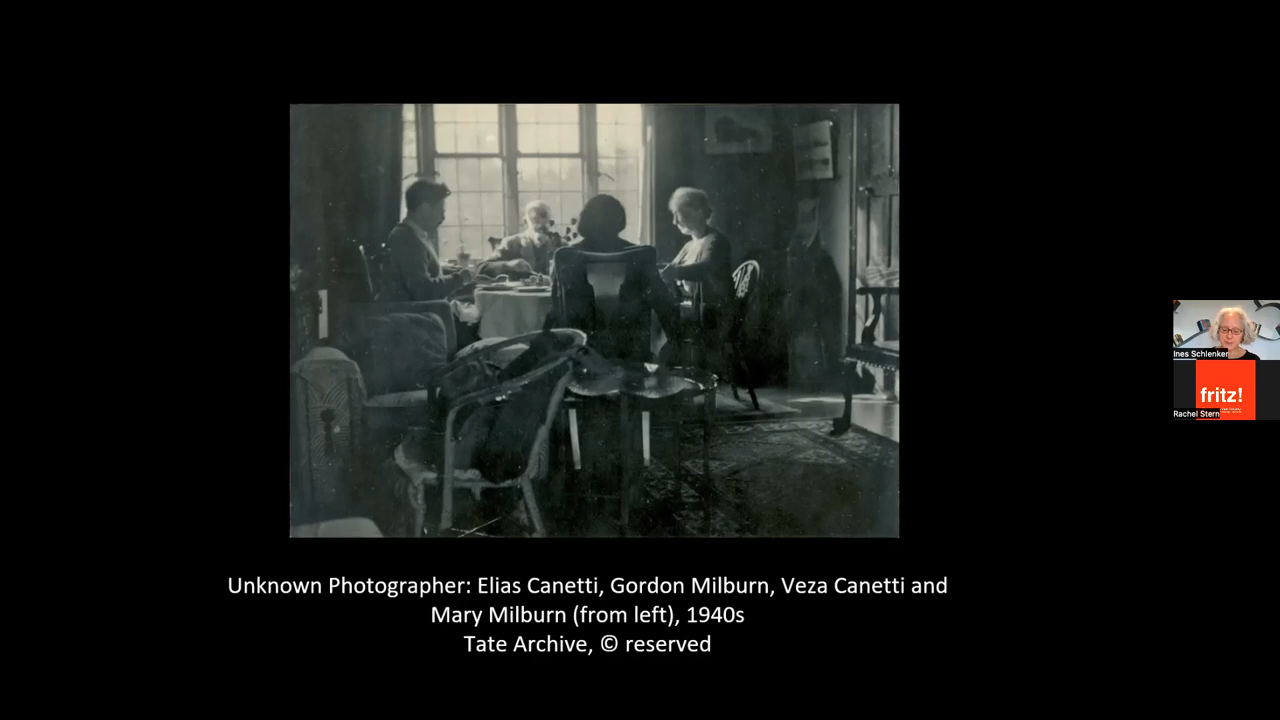 Unknown Photographer: Elias Canetti, Gordon Milburn, Veza Canetti and
Mary Milburn (from left), 1940s
Tate Archive, © reserved
Ines Schlenker
fritz!
Rachel Stern